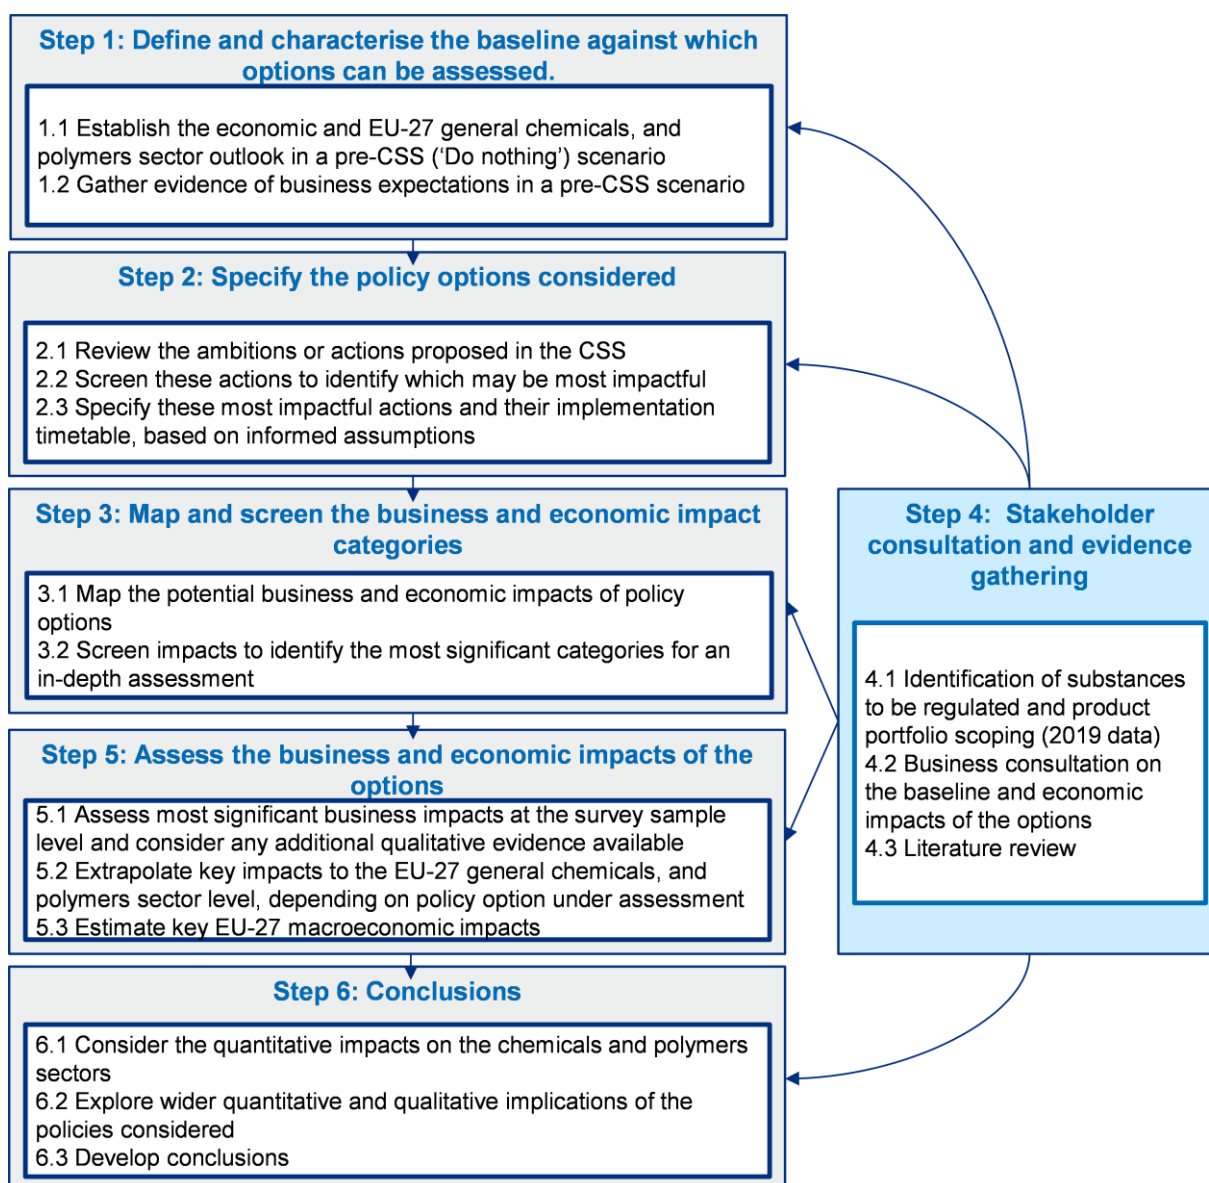 Step 1: Define and characterise the baseline against which
options can be assessed.
1.1 Establish the economic and EU-27 general chemicals, and
polymers sector outlook in a pre-CSS (‘Do nothing’) scenario
1.2 Gather evidence of business expectations in a pre-CSS scenario
Step 2: Specify the policy options considered
2.1 Review the ambitions or actions proposed in the CSS
2.2 Screen these actions to identify which may be most impactful
2.3 Specify these most impactful actions and their implementation
timetable, based on informed assumptions
Step 3: Map and screen the business and economic impact
categories
3.1 Map the potential business and economic impacts of policy
options
3.2 Screen impacts to identify the most significant categories for an
in-depth assessment
Step 4: Stakeholder
consultation and evidence
gathering
4.1 Identification of substances
to be regulated and product
portfolio scoping (2019 data)
4.2 Business consultation on
the baseline and economic
impacts of the options
4.3 Literature review
Step 5: Assess the business and economic impacts of the
options
5.1 Assess most significant business impacts at the survey sample
level and consider any additional qualitative evidence available
5.2 Extrapolate key impacts to the EU-27 general chemicals, and
polymers sector level, depending on policy option under assessment
5.3 Estimate key EU-27 macroeconomic impacts
Step 6: Conclusions
6.1 Consider the quantitative impacts on the chemicals and polymers
sectors
6.2 Explore wider quantitative and qualitative implications of the
policies considered
6.3 Develop conclusions